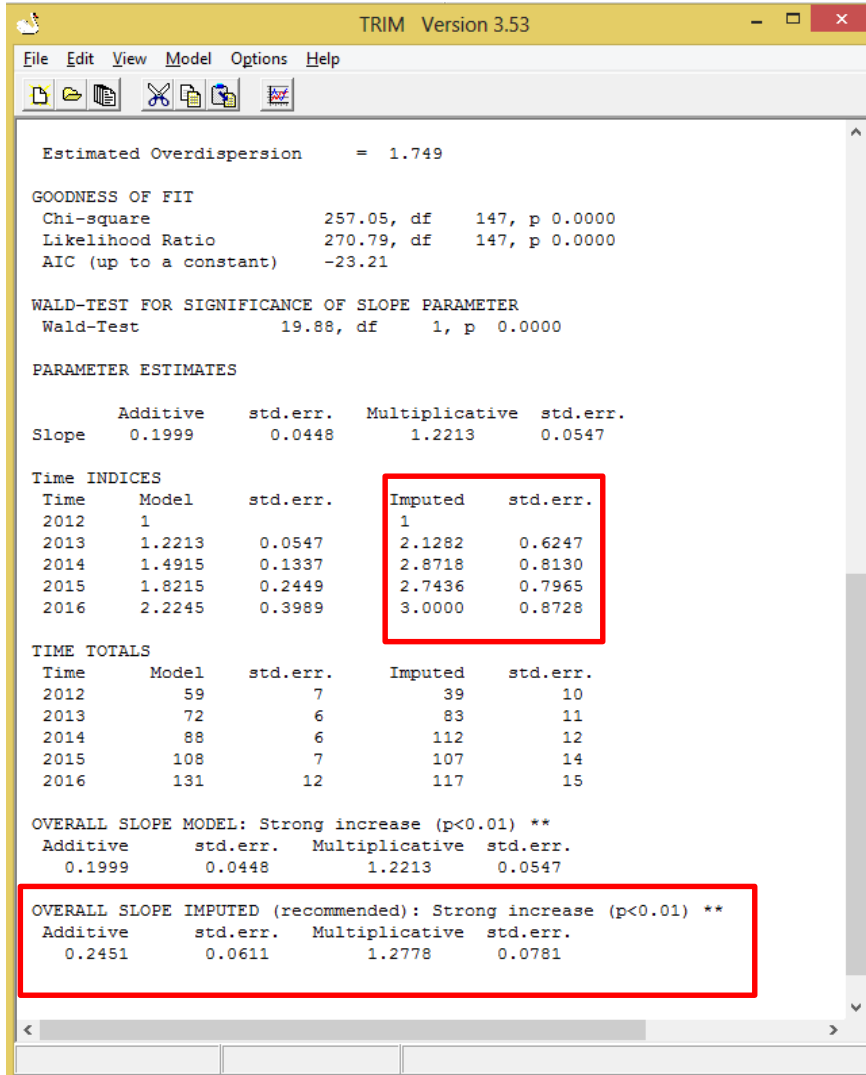 TRIM Version 3.53
File Edit View Model Options Help
Estimated Overdispersion = 1.749
GOODNESS OF FIT
Chi-square 257.05, df 147, p 0.0000
Likelihood Ratio 270.79, df 147, p 0.0000
AIC (up to a constant) -23.21
WALD-TEST FOR SIGNIFICANCE OF SLOPE PARAMETER
Wald-Test 19.88, df 1, p 0.0000
PARAMETER ESTIMATES
Additive std.err. Multiplicative std.err.
Slope 0.1999 0.0448 1.2213 0.0547
Time INDICES
Time Model std.err. Imputed std.err.
2012 1 1
2013 1.2213 0.0547 2.1282 0.6247
2014 1.4915 0.1337 2.8718 0.8130
2015 1.8215 0.2449 2.7436 0.7965
2016 2.2245 0.3989 3.0000 0.8728
TIME TOTALS
Time Model std.err. Imputed std.err.
2012 59 7 39 10
2013 72 6 83 11
2014 88 6 112 12
2015 108 7 107 14
2016 131 12 117 15
OVERALL SLOPE MODEL: Strong increase (p<0.01) **
Additive std.err. Multiplicative std.err.
0.1999 0.0448 1.2213 0.0547
OVERALL SLOPE IMPUTED (recommended): Strong increase (p<0.01) **
Additive std.err. Multiplicative std.err.
0.2451 0.0611 1.2778 0.0781